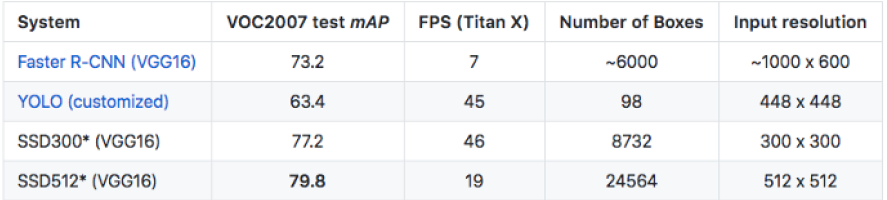 System VOC2007 test mAP FPS (Titan X) Number of Boxes Input resolution
Faster R-CNN (VGG16) 73.2 7 ~6000 ~1000 x 600
YOLO (customized) 63.4 45 98 448 x 448
SSD300* (VGG16) 77.2 46 8732 300 x 300
SSD512* (VGG16) 79.8 19 24564 512 x 512